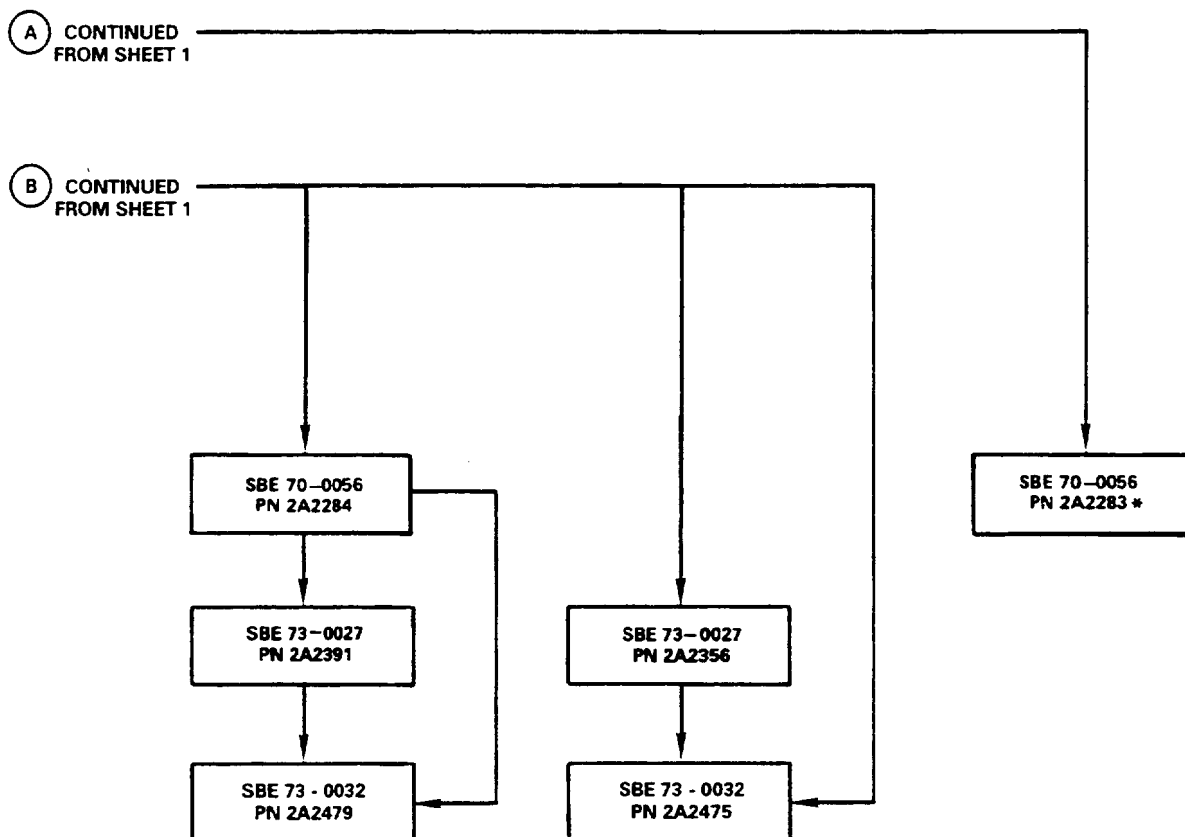 A CONTINUED
FROM SHEET 1
B CONTINUED
FROM SHEET 1
SBE 70-0056
PN 2A2284
SBE 70-0056
PN 2A2283 *
SBE 73-0027
PN 2A2391
SBE 73-0027
PN 2A2356
SBE 73 - 0032
PN 2A2479
SBE 73 - 0032
PN 2A2475